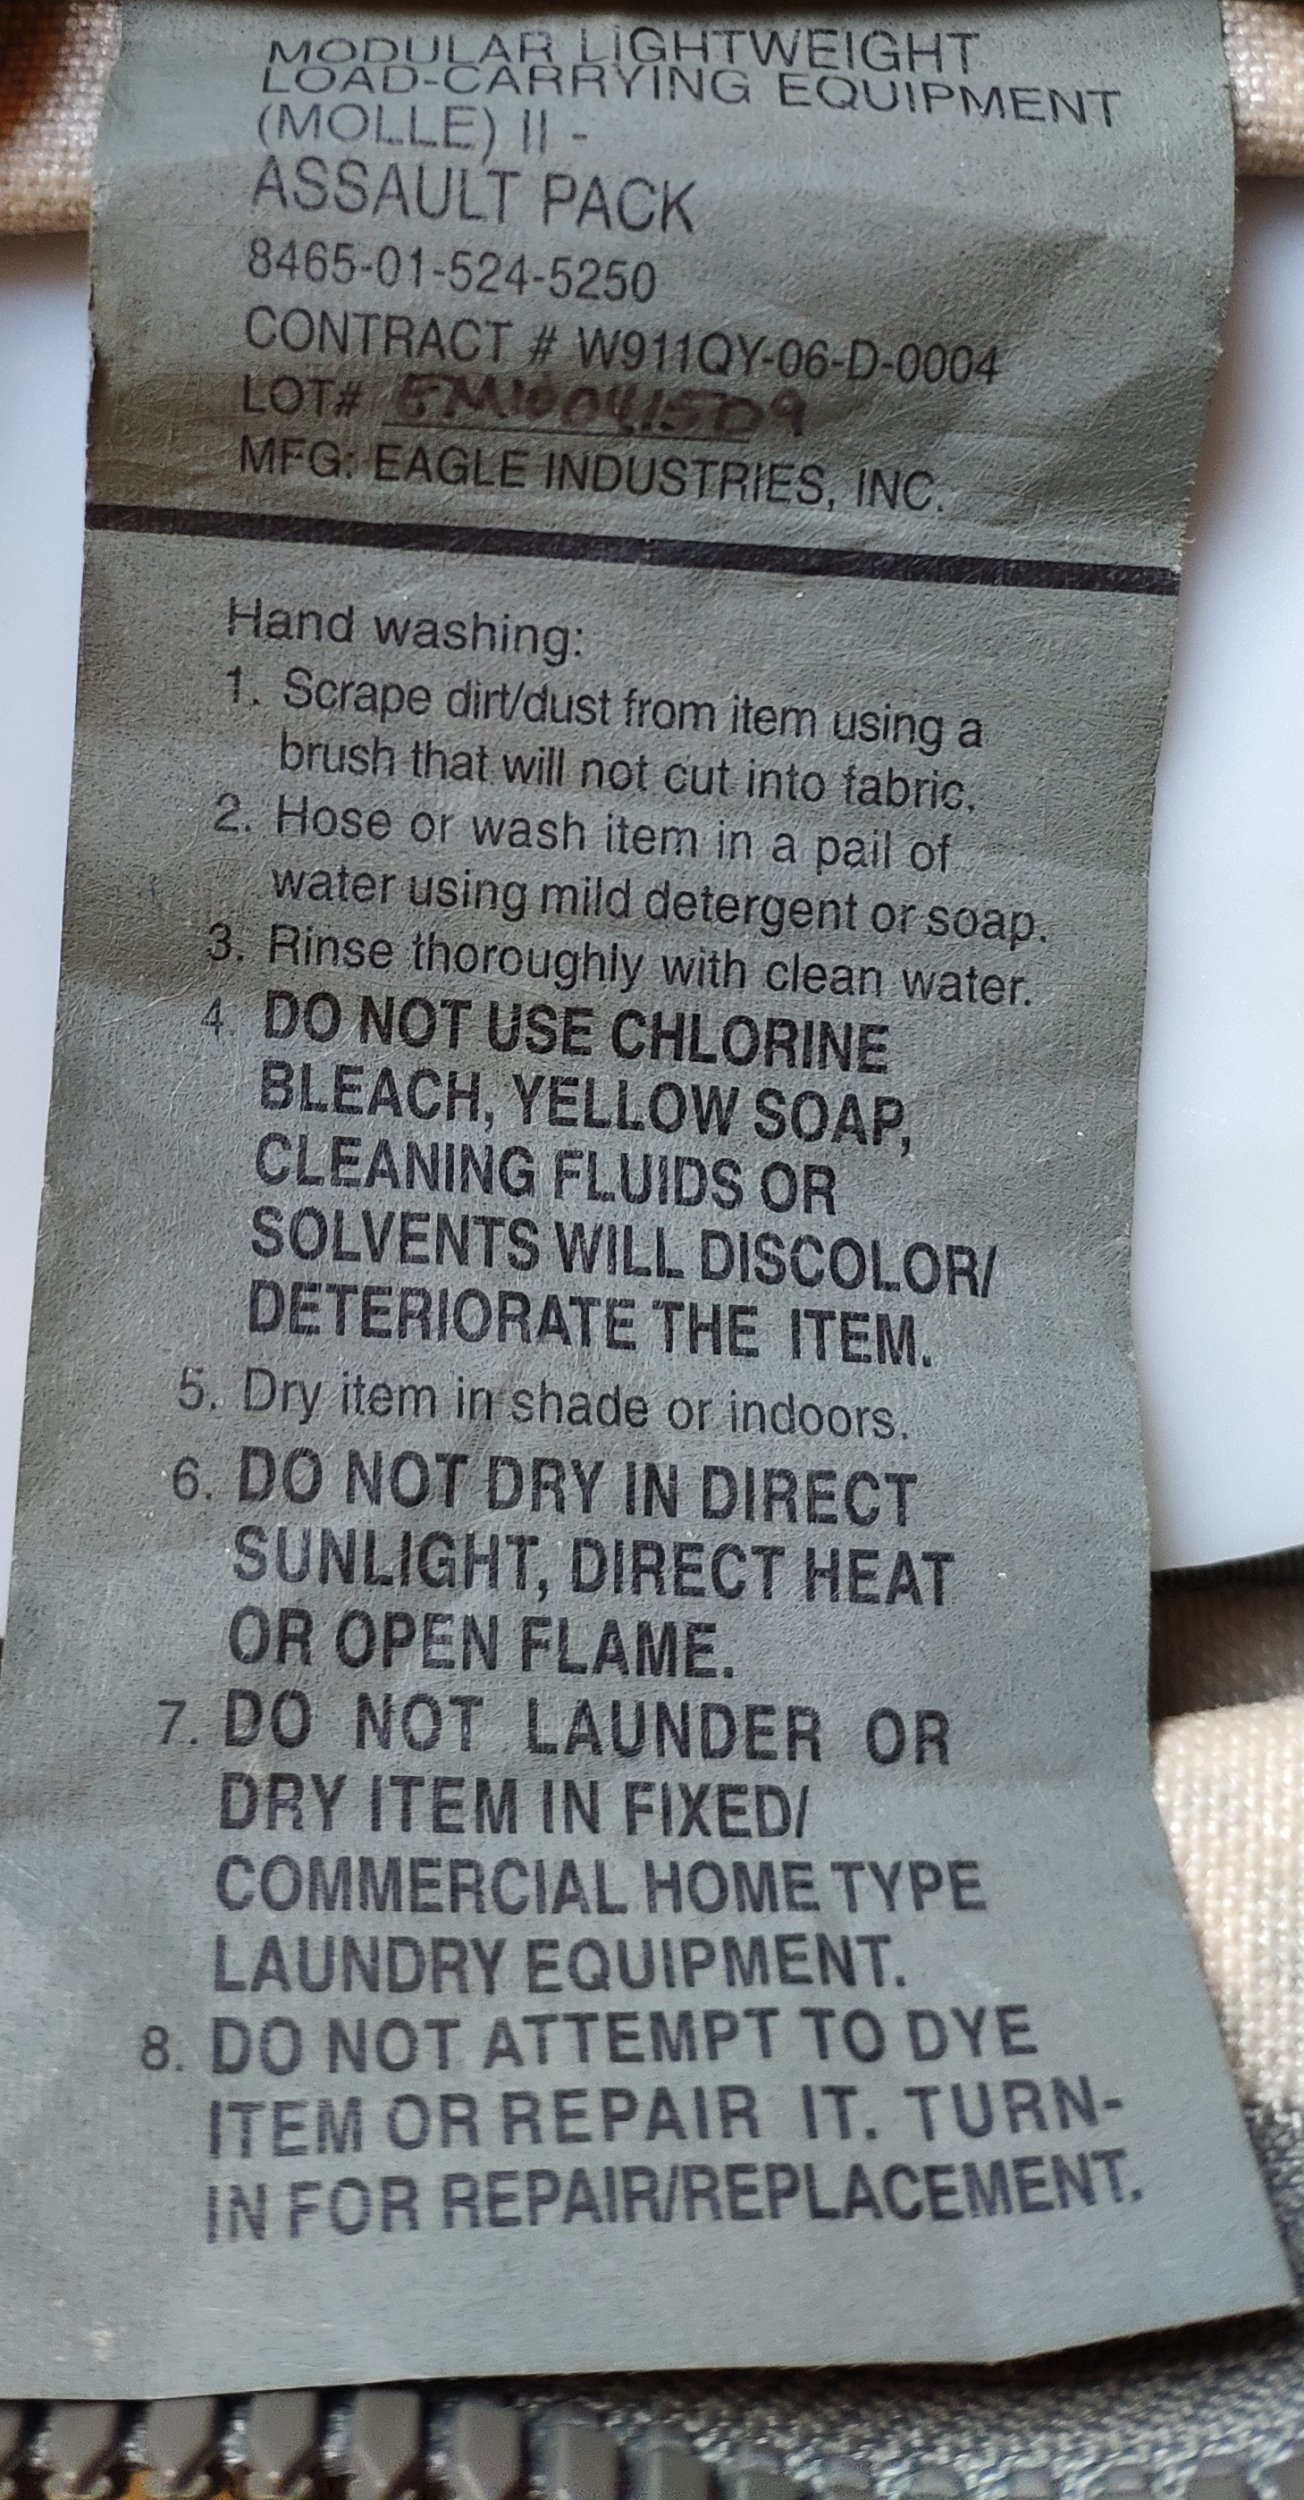 MODULAR LIGHTWEIGHT
LOAD-CARRYING EQUIPMENT
(MOLLE) II -
ASSAULT PACK
8465-01-524-5250
CONTRACT # W911QY-06-D-0004
LOT#
MFG: EAGLE INDUSTRIES, INC.
Hand washing:
1. Scrape dirt/dust from item using a
brush that will not cut into fabric.
2. Hose or wash item in a pail of
water using mild detergent or soap.
3. Rinse thoroughly with clean water.
4. DO NOT USE CHLORINE
BLEACH, YELLOW SOAP,
CLEANING FLUIDS OR
SOLVENTS WILL DISCOLOR/
DETERIORATE THE ITEM.
5. Dry item in shade or indoors.
6. DO NOT DRY IN DIRECT
SUNLIGHT, DIRECT HEAT
OR OPEN FLAME.
7. DO NOT LAUNDER OR
DRY ITEM IN FIXED/
COMMERCIAL HOME TYPE
LAUNDRY EQUIPMENT.
8. DO NOT ATTEMPT TO DYE
ITEM OR REPAIR IT. TURN-
IN FOR REPAIR/REPLACEMENT.